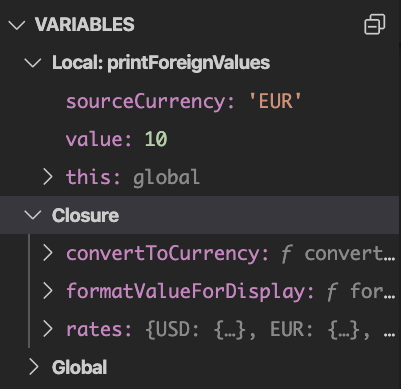 VARIABLES
Local: printForeignValues
sourceCurrency: 'EUR'
value: 10
this: global
Closure
convertToCurrency: ƒ convert…
formatValueForDisplay: ƒ for…
rates: {USD: {…}, EUR: {…}, …
Global